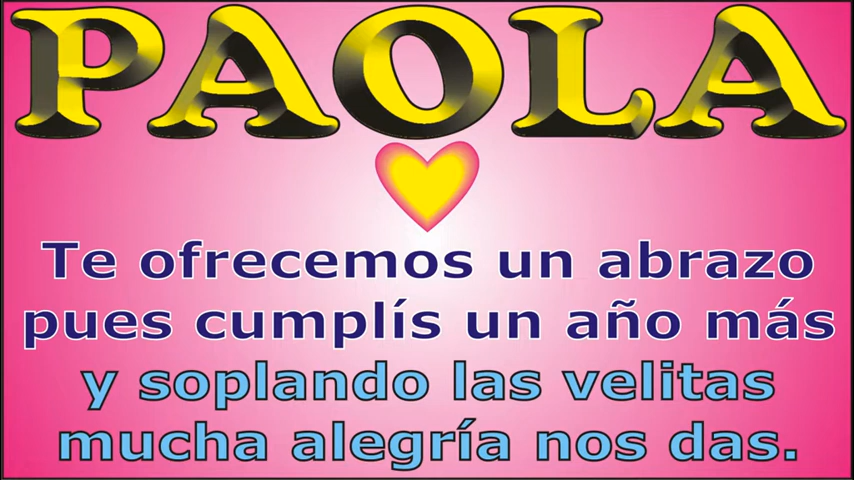 PAOLA
Te ofrecemos un abrazo
pues cumplís un año más
y soplando las velitas
mucha alegría nos das.